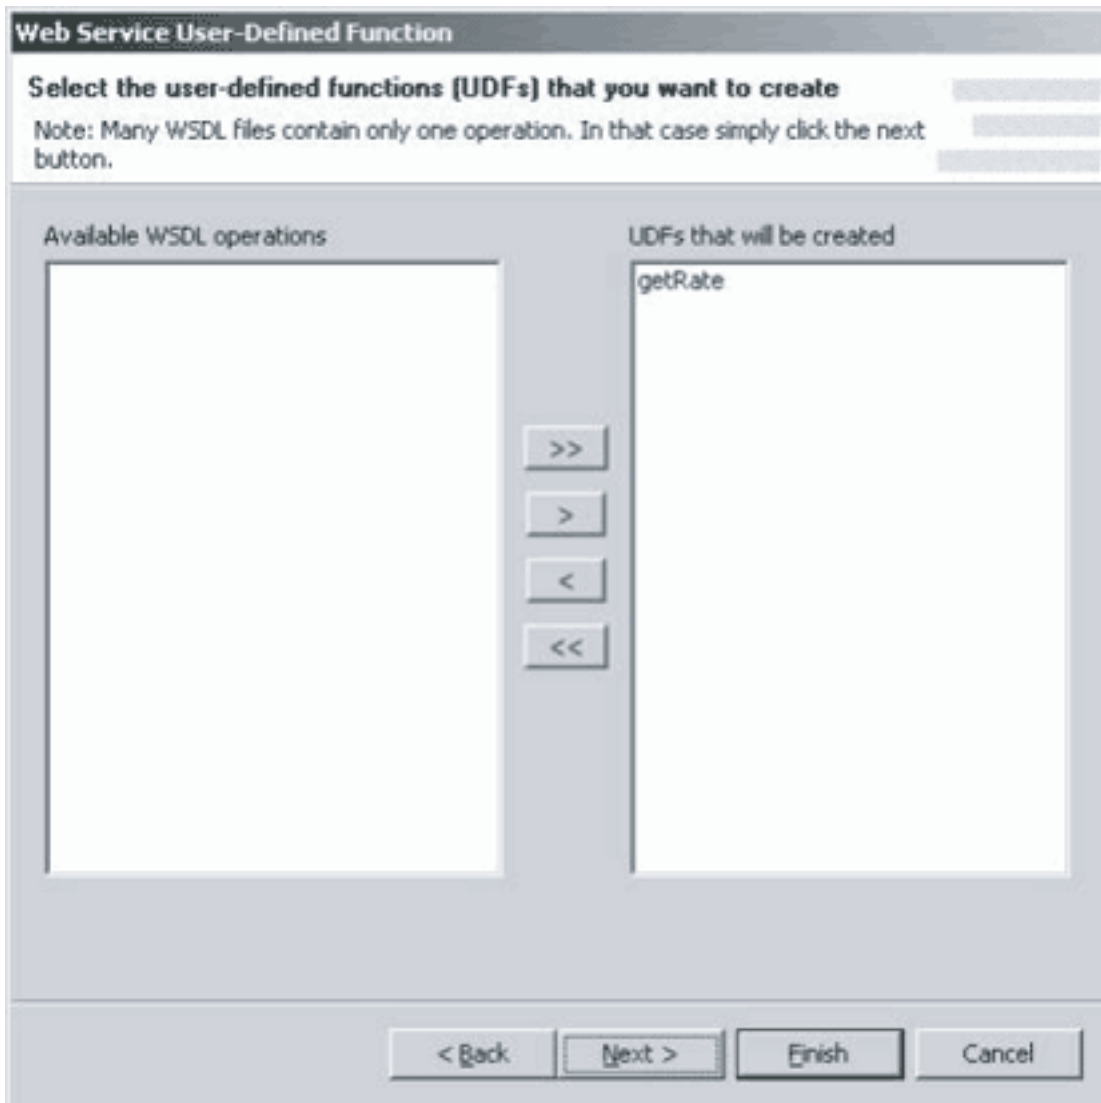 Web Service User-Defined Function
Select the user-defined functions (UDFs) that you want to create
Note: Many WSDL files contain only one operation. In that case simply click the next
button.
Available WSDL operations
UDFs that will be created
getRate
>>
>
<
<<
< Back
Next >
Finish
Cancel